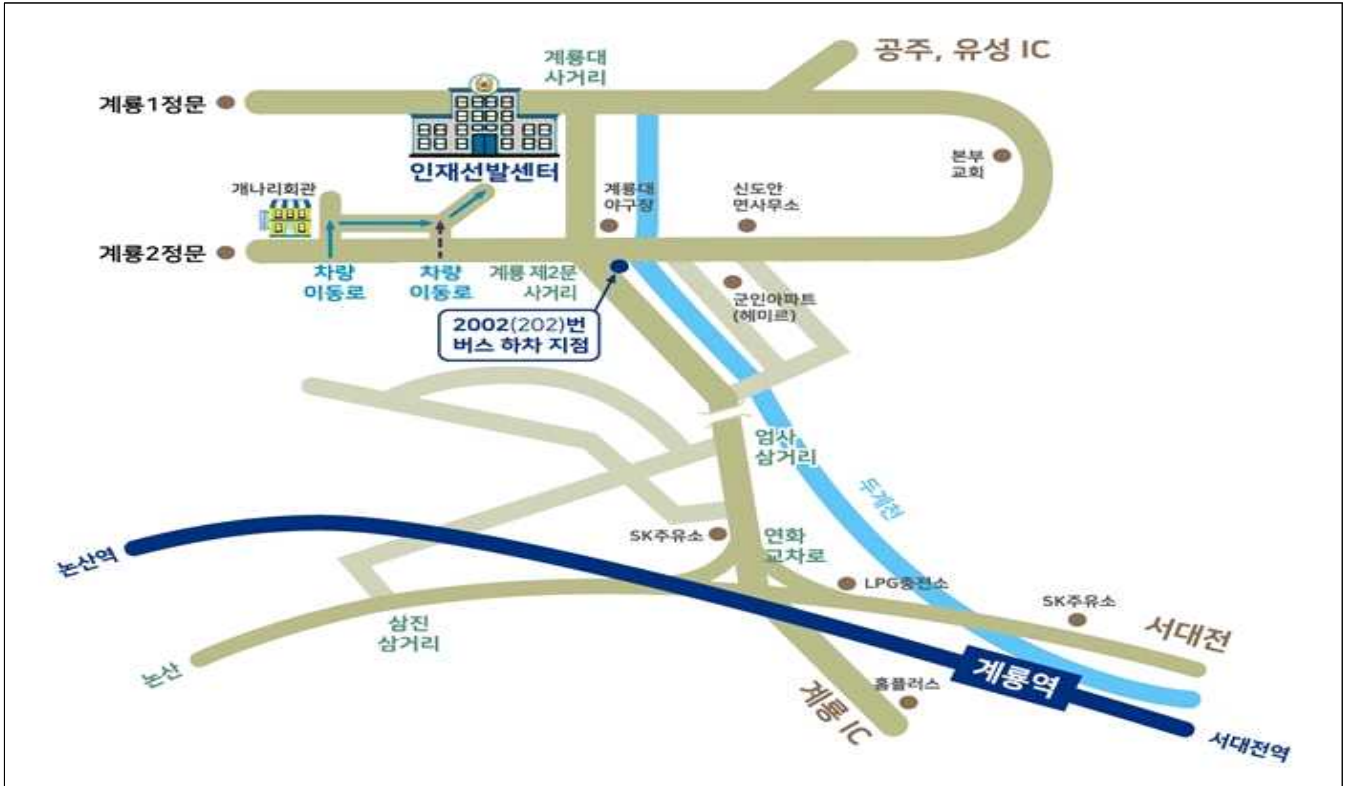 공주, 유성 IC
계룡대
사거리
계룡1정문
인재선발센터
본부
교회
개나리회관
계룡대
야구장
신도안
면사무소
계룡2정문
차량
이동로
차량
이동로
계룡 제2문
사거리
군인아파트
(헤미르)
2002(202)번
버스 하차 지점
엄사
삼거리
두계천
SK주유소
연화
교차로
논산역
LPG충전소
SK주유소
삼진
삼거리
서대전
논산
계룡역
홈플러스
계룡 IC
서대전역